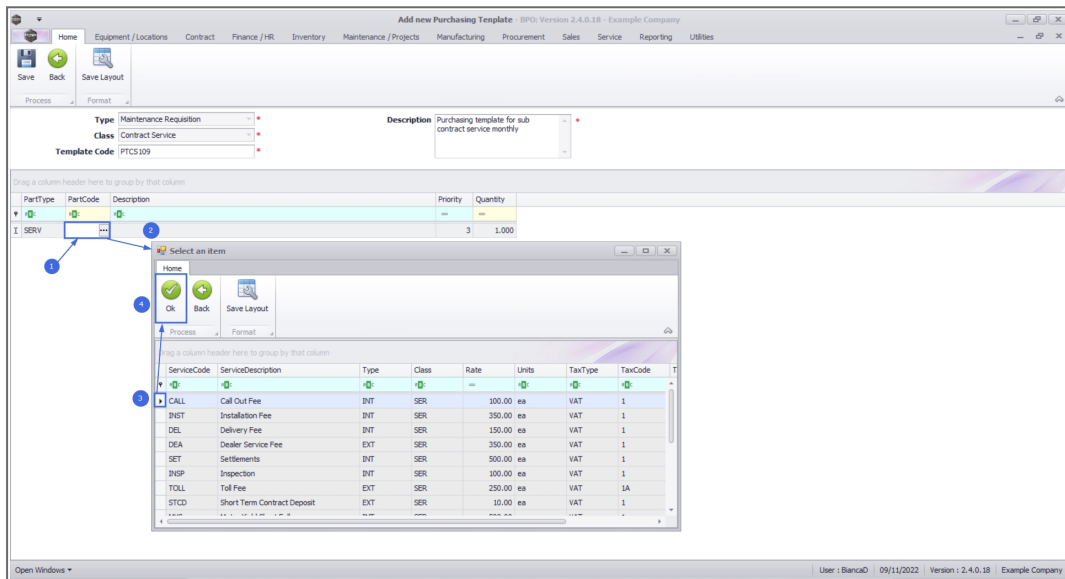 Add new Purchasing Template - BPO: Version 2.4.0.18 - Example Company
Home Equipment / Locations Contract Finance / HR Inventory Maintenance / Projects Manufacturing Procurement Sales Service Reporting Utilities
Save Back Save Layout
Process Format
Type Maintenance Requisition *
Class Contract Service *
Template Code PTCS109 *
Description Purchasing template for sub *
contract service monthly
Drag a column header here to group by that column
PartType PartCode Description Priority Quantity
= =
I SERV ... 3 1.000
1
2
Select an item
Home
Ok Back Save Layout
4
Process Format
Drag a column header here to group by that column
ServiceCode ServiceDescription Type Class Rate Units TaxType TaxCode T
=
3
CALL Call Out Fee INT SER 100.00 ea VAT 1
INST Installation Fee INT SER 350.00 ea VAT 1
DEL Delivery Fee INT SER 150.00 ea VAT 1
DEA Dealer Service Fee EXT SER 350.00 ea VAT 1
SET Settlements INT SER 500.00 ea VAT 1
INSP Inspection INT SER 100.00 ea VAT 1
TOLL Toll Fee EXT SER 250.00 ea VAT 1A
STCD Short Term Contract Deposit EXT SER 10.00 ea VAT 1
Open Windows User : BiancaD 09/11/2022 Version : 2.4.0.18 Example Company